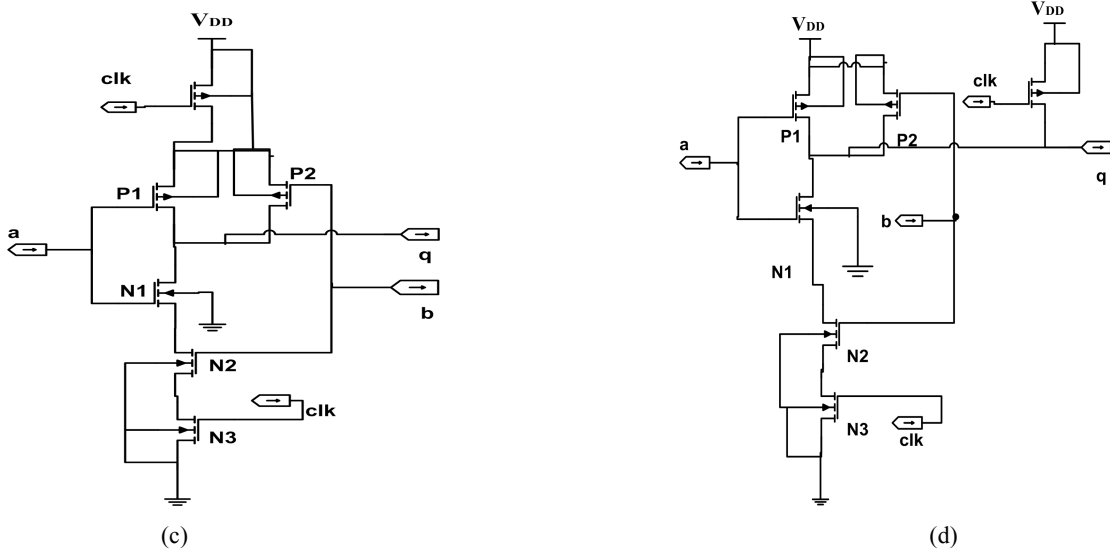 VDD
clk
P1
P2
a
q
N1
b
N2
clk
N3
(c)
VDD
VDD
clk
P1
P2
a
q
b
N1
N2
N3
clk
(d)